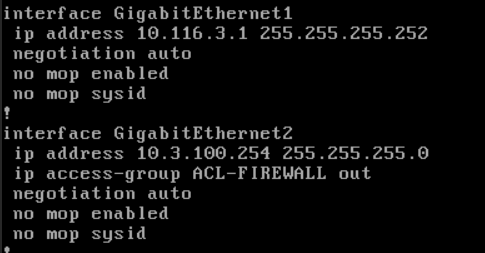 interface GigabitEthernet1
ip address 10.116.3.1 255.255.255.252
negotiation auto
no mop enabled
no mop sysid
!
interface GigabitEthernet2
ip address 10.3.100.254 255.255.255.0
ip access-group ACL-FIREWALL out
negotiation auto
no mop enabled
no mop sysid
!